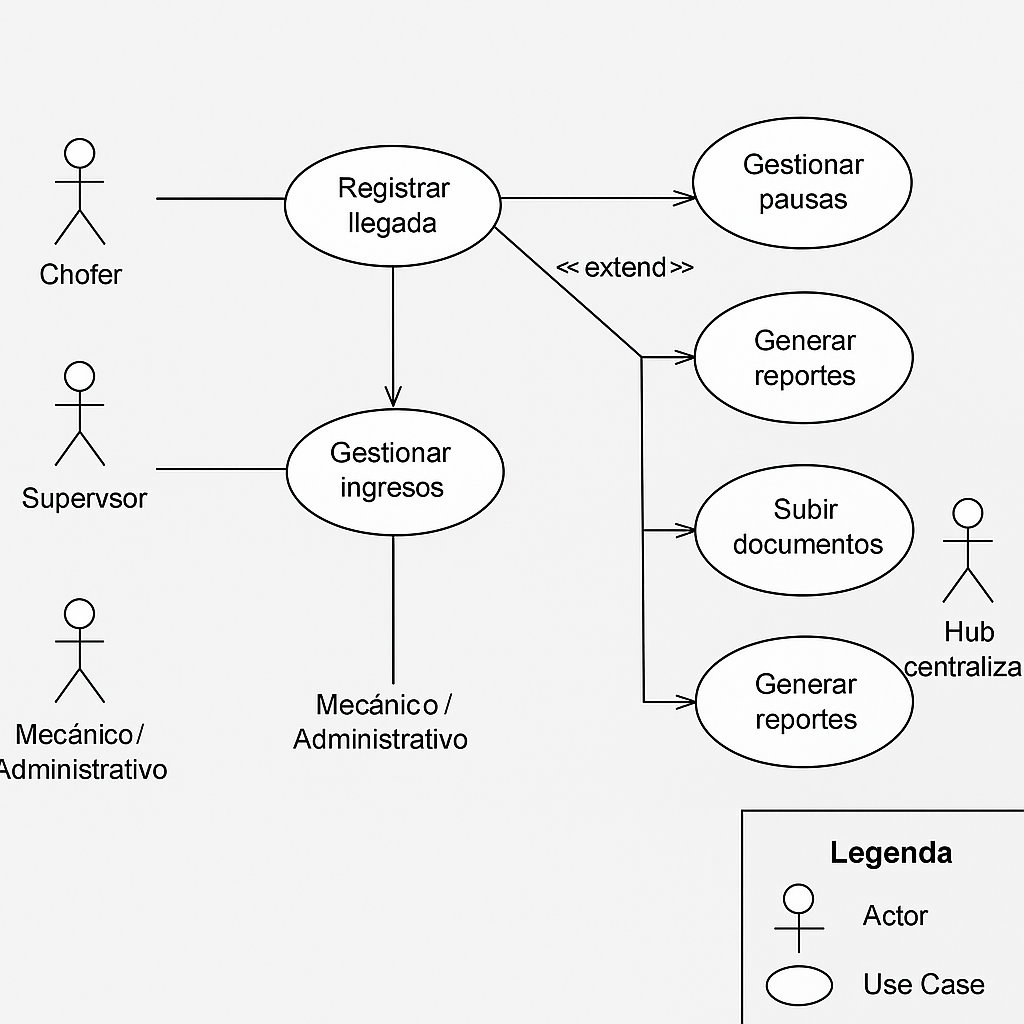 Chofer
Registrar
llegada
Gestionar
pausas
<< extend>>
Generar
reportes
Supervsor
Gestionar
ingresos
Subir
documentos
Hub
centraliza
Mecánico/
Administrativo
Mecánico /
Administrativo
Generar
reportes
Legenda
Actor
Use Case